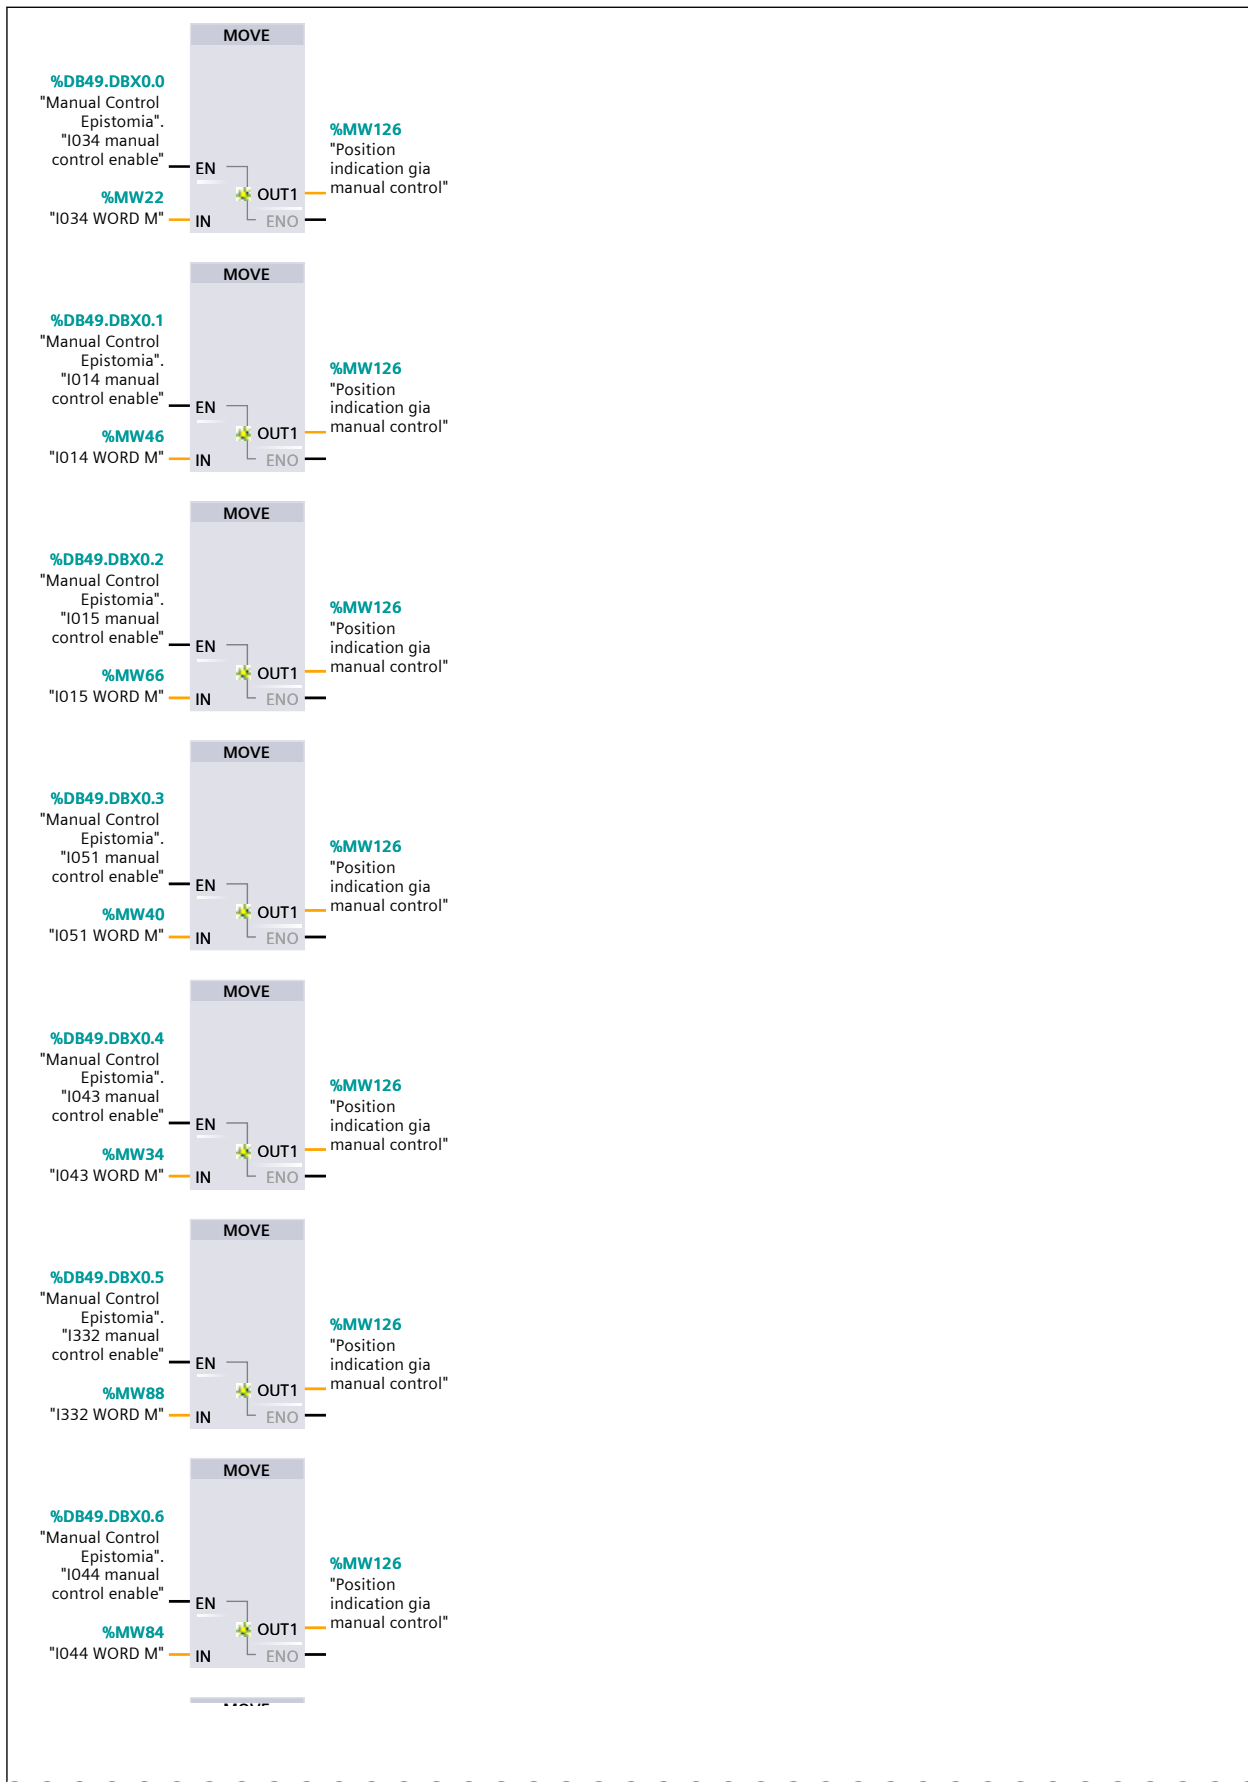 MOVE
%DB49.DBX0.0
"Manual Control
Epistomia".
"I034 manual
control enable"
EN
%MW22
"I034 WORD M"
IN
%MW126
"Position
indication gia
manual control"
OUT1
ENO
MOVE
%DB49.DBX0.1
"Manual Control
Epistomia".
"I014 manual
control enable"
EN
%MW46
"I014 WORD M"
IN
%MW126
"Position
indication gia
manual control"
OUT1
ENO
MOVE
%DB49.DBX0.2
"Manual Control
Epistomia".
"I015 manual
control enable"
EN
%MW66
"I015 WORD M"
IN
%MW126
"Position
indication gia
manual control"
OUT1
ENO
MOVE
%DB49.DBX0.3
"Manual Control
Epistomia".
"I051 manual
control enable"
EN
%MW40
"I051 WORD M"
IN
%MW126
"Position
indication gia
manual control"
OUT1
ENO
MOVE
%DB49.DBX0.4
"Manual Control
Epistomia".
"I043 manual
control enable"
EN
%MW34
"I043 WORD M"
IN
%MW126
"Position
indication gia
manual control"
OUT1
ENO
MOVE
%DB49.DBX0.5
"Manual Control
Epistomia".
"I332 manual
control enable"
EN
%MW88
"I332 WORD M"
IN
%MW126
"Position
indication gia
manual control"
OUT1
ENO
MOVE
%DB49.DBX0.6
"Manual Control
Epistomia".
"I044 manual
control enable"
EN
%MW84
"I044 WORD M"
IN
%MW126
"Position
indication gia
manual control"
OUT1
ENO
MOVE